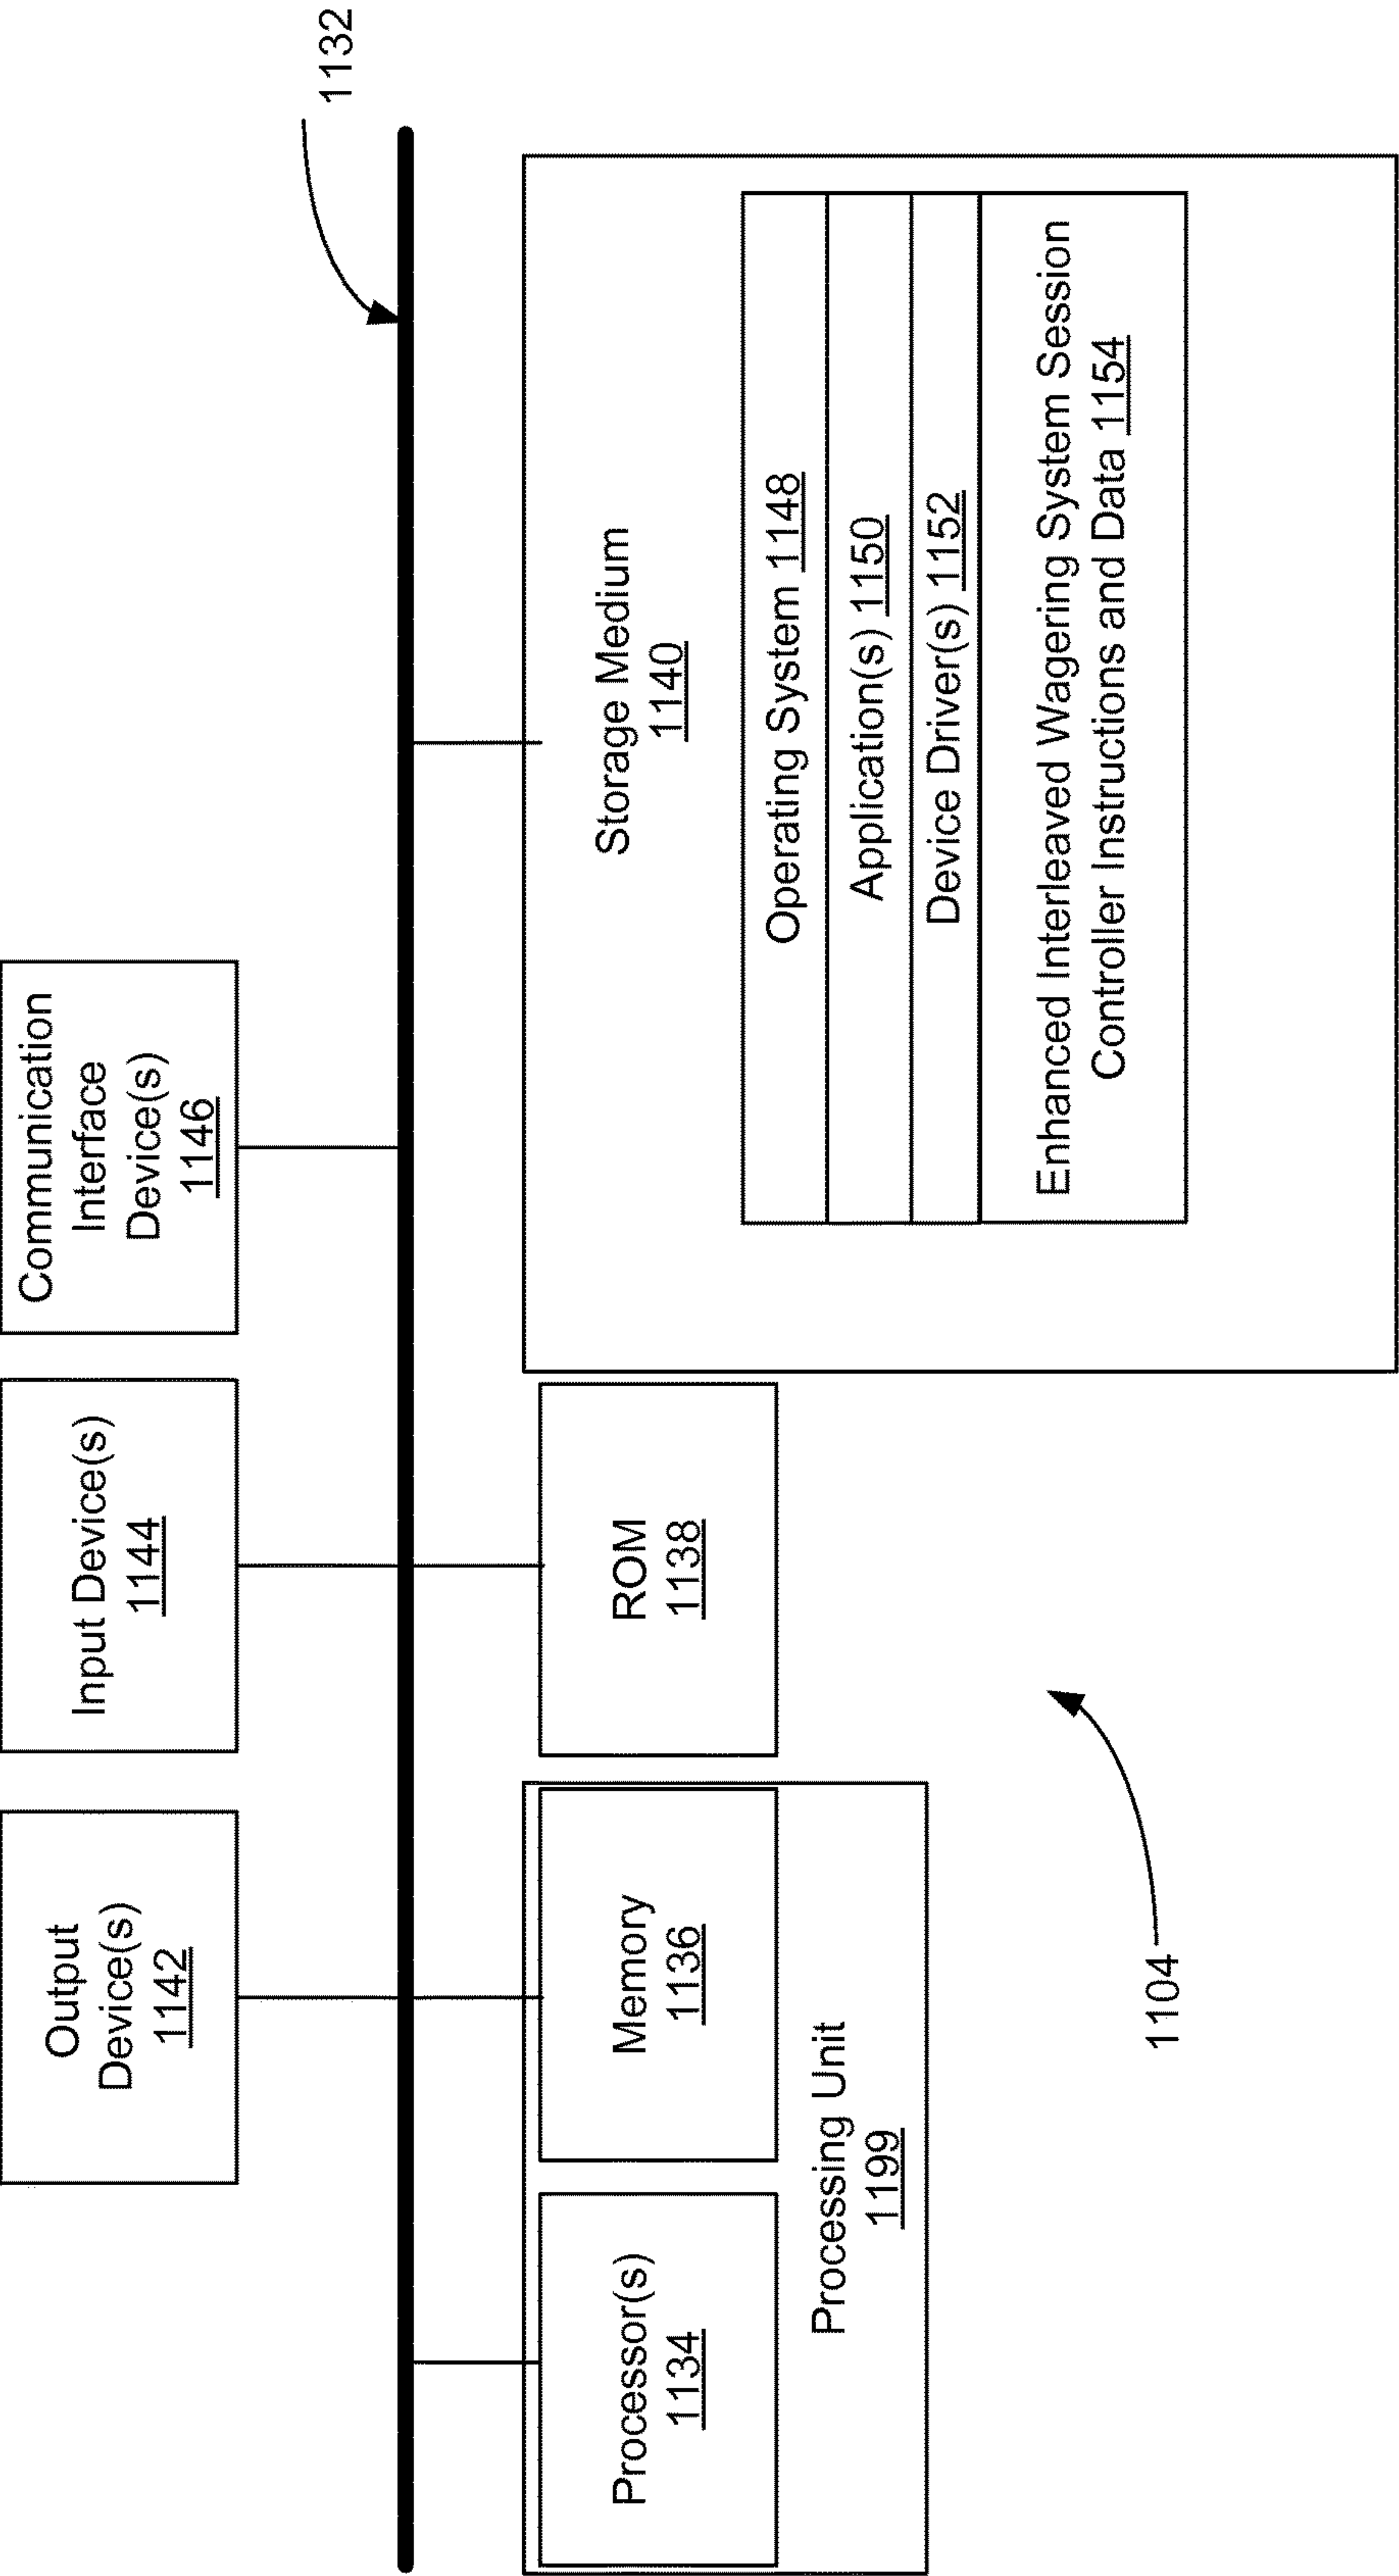 1132
Output
Device(s)
1142
Input Device(s)
1144
Communication
Interface
Device(s)
1146
Processor(s)
1134
Memory
1136
Processing Unit
1199
ROM
1138
Storage Medium
1140
Operating System 1148
Application(s) 1150
Device Driver(s) 1152
Enhanced Interleaved Wagering System Session
Controller Instructions and Data 1154
1104